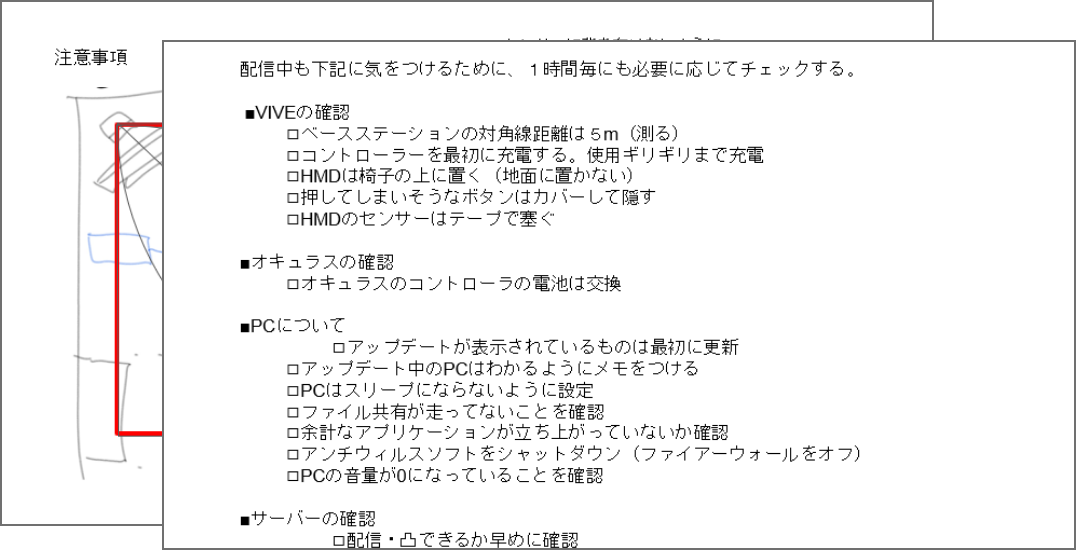 注意事項
配信中も下記に気をつけるために、１時間毎にも必要に応じてチェックする。
■VIVEの確認
□ベースステーションの対角線距離は５m（測る）
□コントローラーを最初に充電する。使用ギリギリまで充電
□HMDは椅子の上に置く（地面に置かない）
□押してしまいそうなボタンはカバーして隠す
□HMDのセンサーはテープで塞ぐ
■オキュラスの確認
□オキュラスのコントローラの電池は交換
■PCについて
□アップデートが表示されているものは最初に更新
□アップデート中のPCはわかるようにメモをつける
□PCはスリープにならないように設定
□ファイル共有が走ってないことを確認
□余計なアプリケーションが立ち上がっていないか確認
□アンチウィルスソフトをシャットダウン（ファイアーウォールをオフ）
□PCの音量が0になっていることを確認
■サーバーの確認
□配信・凸できるか早めに確認